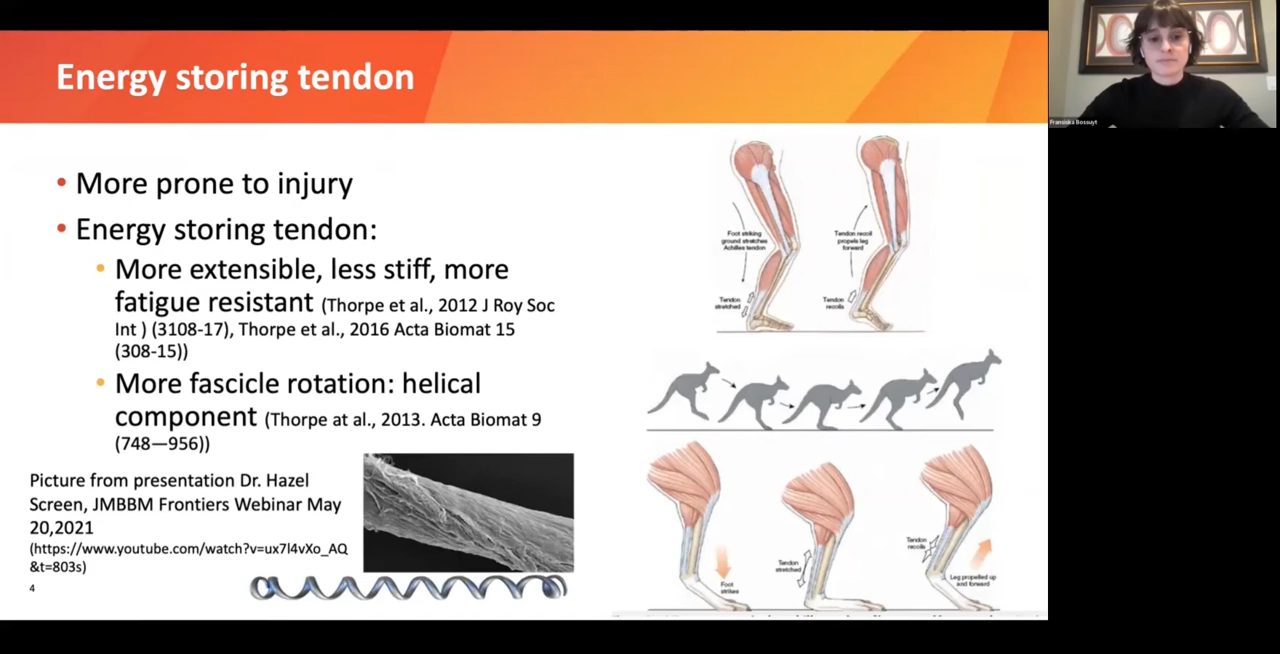 Energy storing tendon
Fransiska Bossuyt
• More prone to injury
• Energy storing tendon:
• More extensible, less stiff, more
fatigue resistant (Thorpe et al., 2012 J Roy Soc
Int ) (3108-17), Thorpe et al., 2016 Acta Biomat 15
(308-15))
• More fascicle rotation: helical
component (Thorpe at al., 2013. Acta Biomat 9
(748—956))
Picture from presentation Dr. Hazel
Screen, JMBBM Frontiers Webinar May
20,2021
(https://www.youtube.com/watch?v=ux7l4vXo_AQ
&t=803s)
4
Foot striking
ground stretches
Achilles tendon
Tendon
stretched
Tendon recoil
propels leg
forward
Tendon
recoils
Foot
strikes
Tendon
stretched
Tendon
recoils
Leg propelled up
and forward